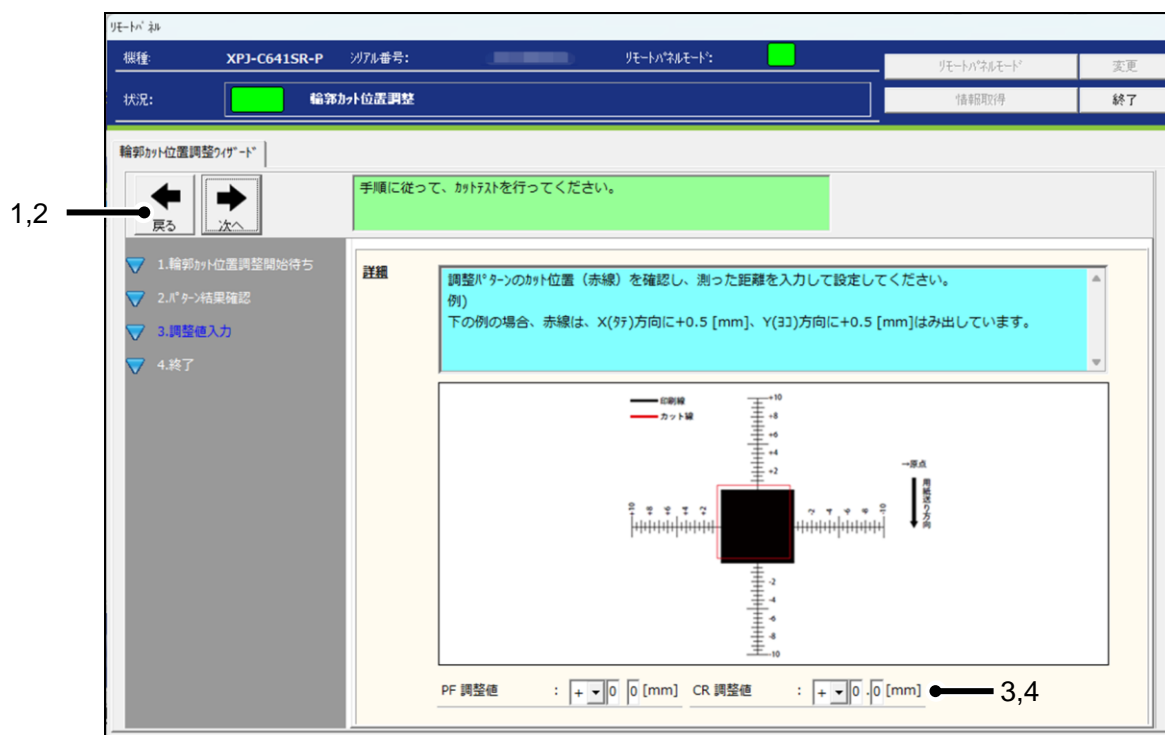 リモートパネル
機種: XPJ-C641SR-P シリアル番号: リモートパネルモード:
リモートパネルモード 変更
状況: 輪郭カット位置調整
情報取得 終了
輪郭カット位置調整ウィザード
戻る 次へ
手順に従って、カットテストを行ってください。
1,2
1.輪郭カット位置調整開始待ち
2.パターン結果確認
3.調整値入力
4.終了
詳細
調整パターンのカット位置（赤線）を確認し、測った距離を入力して設定してください。
例)
下の例の場合、赤線は、X(タテ)方向に+0.5 [mm]、Y(ヨコ)方向に+0.5 [mm]はみ出しています。
印刷線
カット線
+10
+8
+6
+4
+2
+10 +8 +6 +4 +2
-2 -4 -6 -8 -10
-2
-4
-6
-8
-10
→原点
用紙送り方向
PF 調整値 : + 0 0 [mm] CR 調整値 : + 0 .0 [mm]
3,4